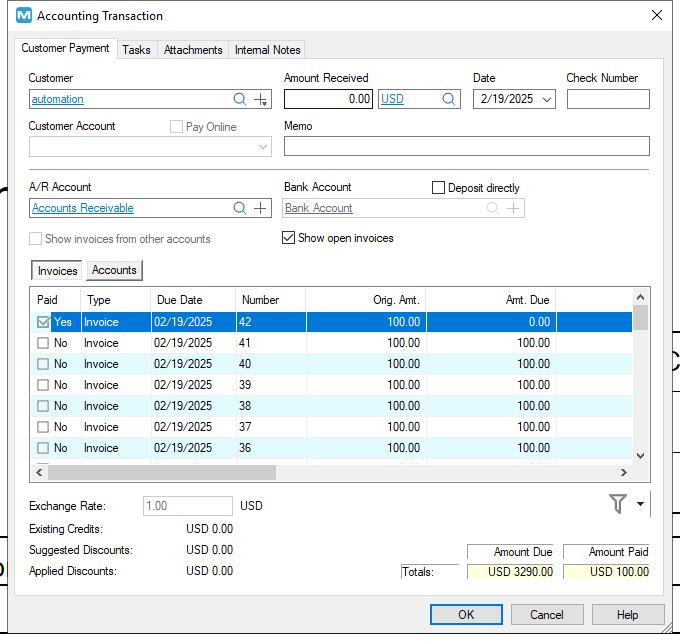 M Accounting Transaction
Customer Payment Tasks Attachments Internal Notes
Customer Amount Received Date Check Number
automation 0.00 USD 2/19/2025
Customer Account Pay Online Memo
A/R Account Bank Account Deposit directly
Accounts Receivable Bank Account
Show invoices from other accounts Show open invoices
Invoices Accounts
Paid Type Due Date Number Orig. Amt. Amt. Due
Yes Invoice 02/19/2025 42 100.00 0.00
No Invoice 02/19/2025 41 100.00 100.00
No Invoice 02/19/2025 40 100.00 100.00
No Invoice 02/19/2025 39 100.00 100.00
No Invoice 02/19/2025 38 100.00 100.00
No Invoice 02/19/2025 37 100.00 100.00
No Invoice 02/19/2025 36 100.00 100.00
Exchange Rate: 1.00 USD
Existing Credits: USD 0.00
Suggested Discounts: USD 0.00
Amount Due Amount Paid
Applied Discounts: USD 0.00 Totals: USD 3290.00 USD 100.00
OK Cancel Help